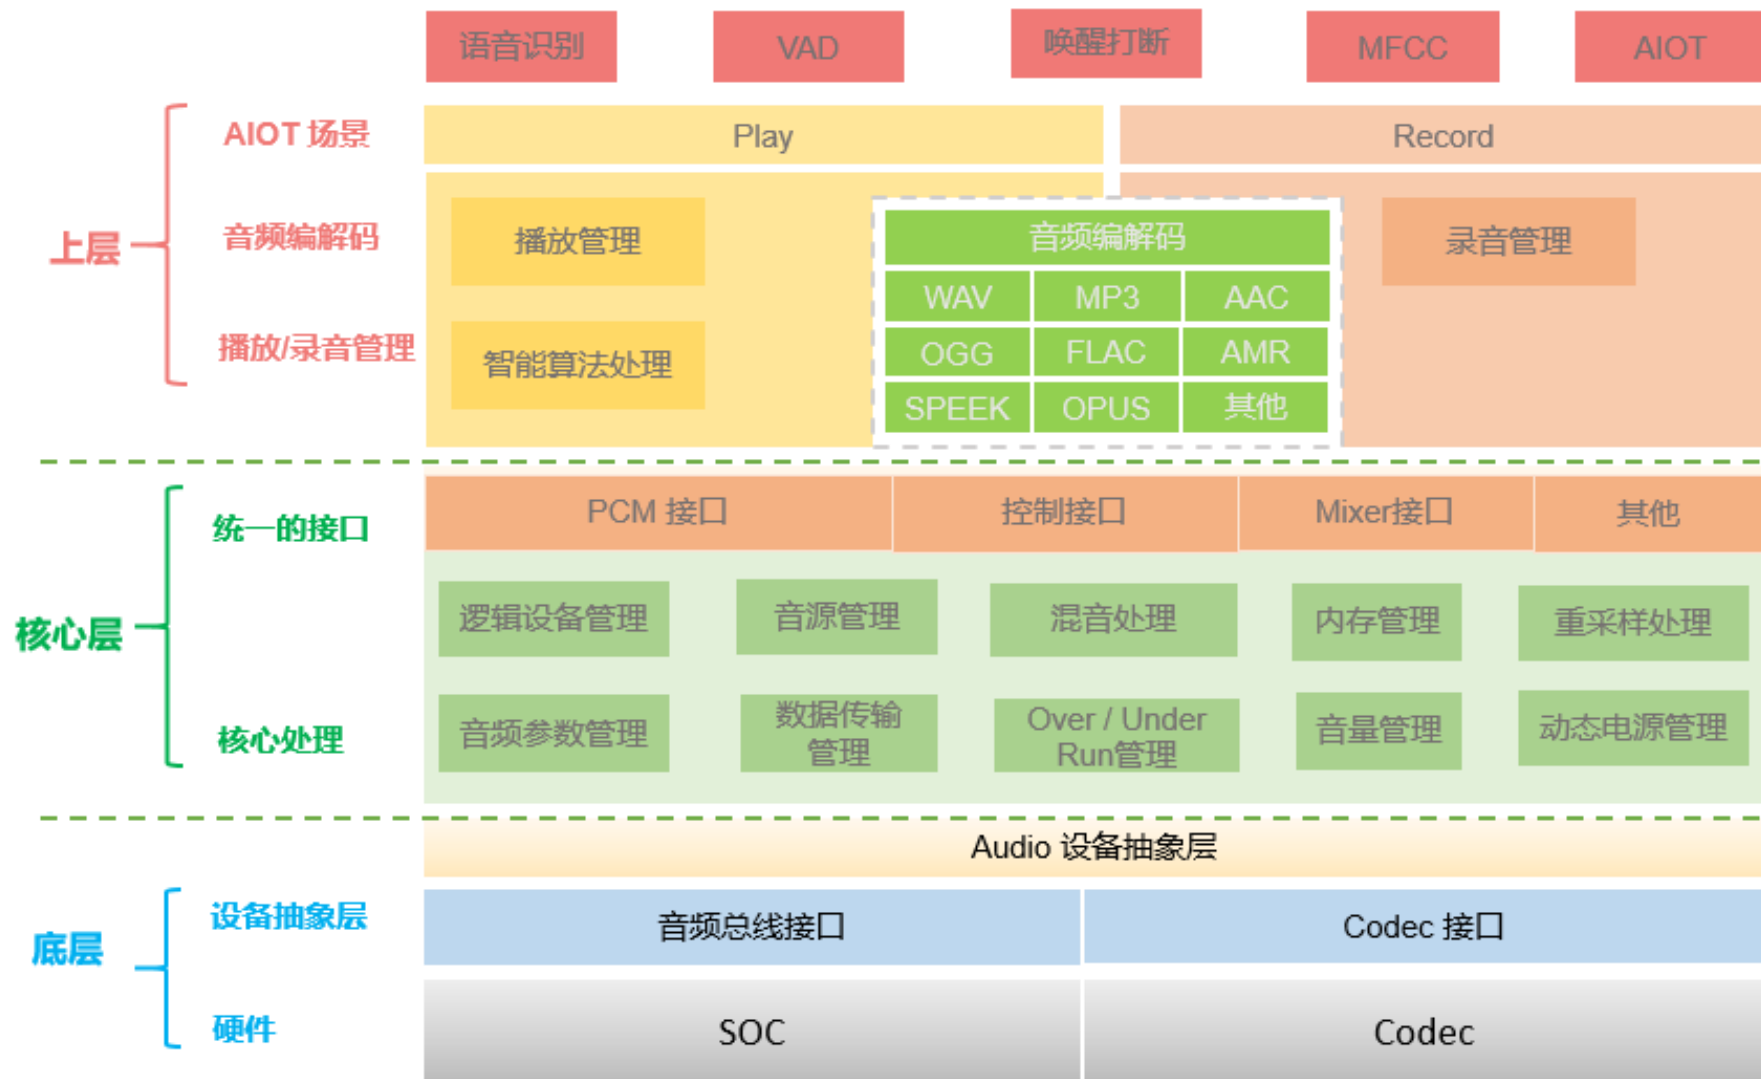 语音识别
VAD
唤醒打断
MFCC
AIOT
AIOT 场景
Play
Record
上层
音频编解码
播放/录音管理
播放管理
智能算法处理
音频编解码
WAV
MP3
AAC
OGG
FLAC
AMR
SPEEK
OPUS
其他
录音管理
核心层
统一的接口
PCM 接口
控制接口
Mixer接口
其他
核心处理
逻辑设备管理
音源管理
混音处理
内存管理
重采样处理
音频参数管理
数据传输
管理
Over / Under
Run管理
音量管理
动态电源管理
Audio 设备抽象层
底层
设备抽象层
音频总线接口
Codec 接口
硬件
SOC
Codec